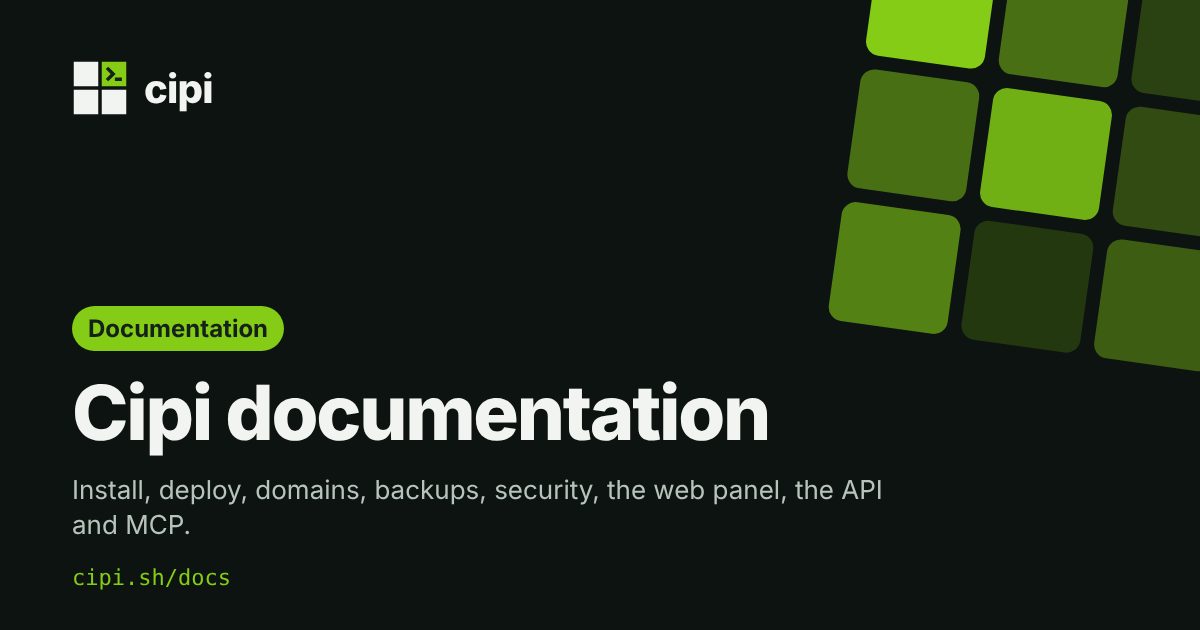 cipi
Documentation
Cipi documentation
Install, deploy, domains, backups, security, the web panel, the API
and MCP.
cipi.sh/docs